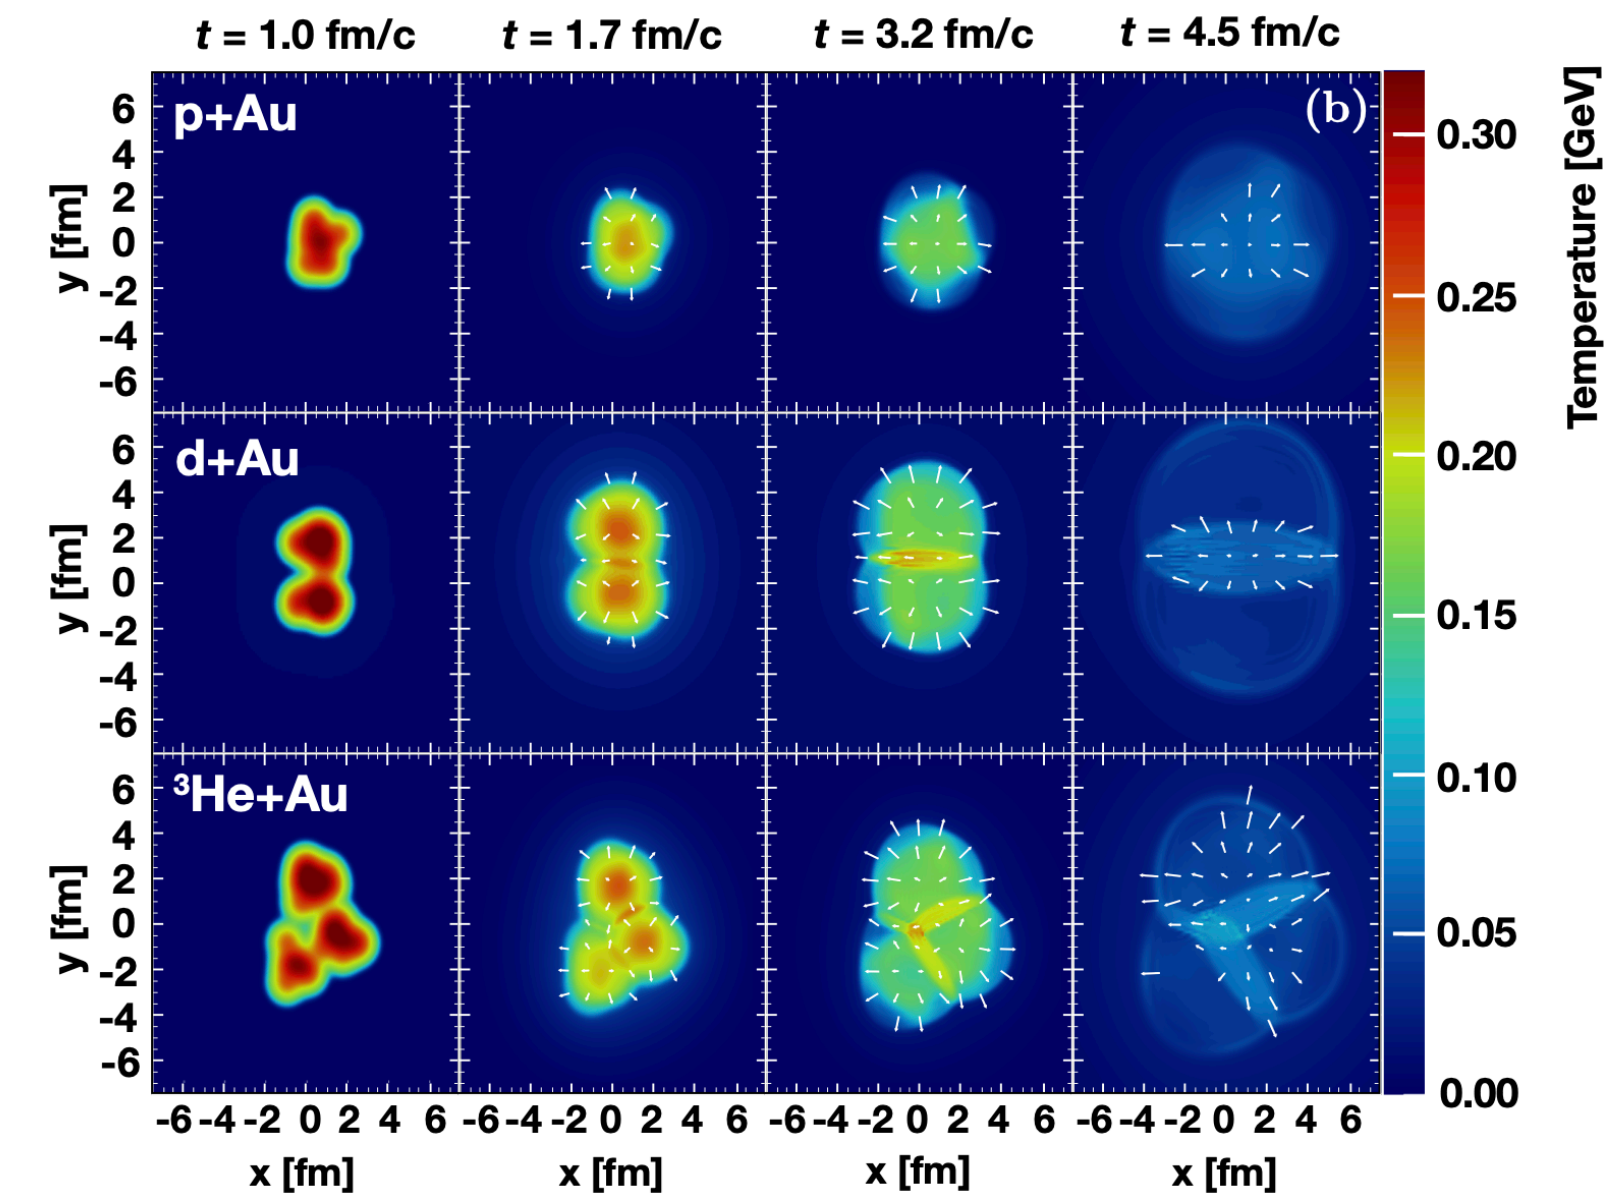 t = 1.0 fm/c t = 1.7 fm/c t = 3.2 fm/c t = 4.5 fm/c
p+Au
(b)
d+Au
³He+Au
y [fm]
6
4
2
0
-2
-4
-6
y [fm]
6
4
2
0
-2
-4
-6
y [fm]
6
4
2
0
-2
-4
-6
-6 -4 -2 0 2 4 6 -6 -4 -2 0 2 4 6 -6 -4 -2 0 2 4 6 -6 -4 -2 0 2 4 6
x [fm] x [fm] x [fm] x [fm]
0.30
0.25
0.20
0.15
0.10
0.05
0.00
Temperature [GeV]